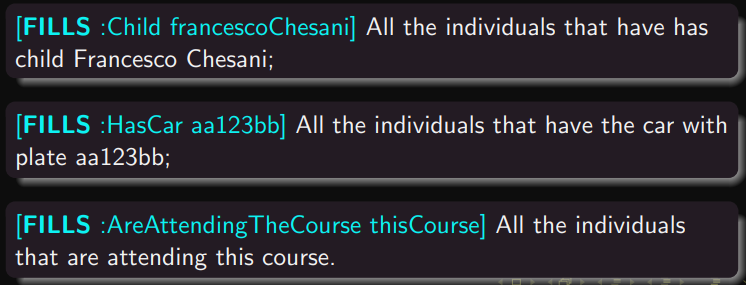 [FILLS :Child francescoChesani] All the individuals that have has
child Francesco Chesani;
[FILLS :HasCar aa123bb] All the individuals that have the car with
plate aa123bb;
[FILLS :AreAttendingTheCourse thisCourse] All the individuals
that are attending this course.